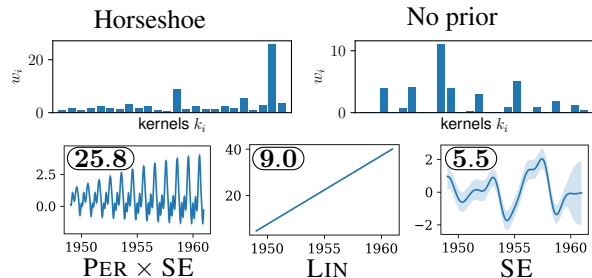 Horseshoe
No prior
20
0
w_i
kernels k_i
10
0
w_i
kernels k_i
25.8
2.5
0.0
1950
1955
1960
PER × SE
9.0
40
20
1950
1960
LIN
5.5
2
0
−2
1950
1955
1960
SE